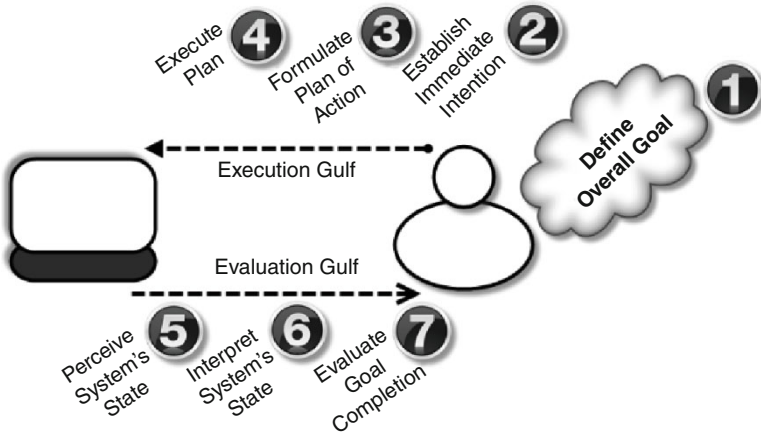 4
Execute
Plan
3
Formulate
Plan of
Action
2
Establish
Immediate
Intention
1
Define
Overall Goal
Execution Gulf
Evaluation Gulf
5
Perceive
System's
State
6
Interpret
System's
State
7
Evaluate
Goal
Completion